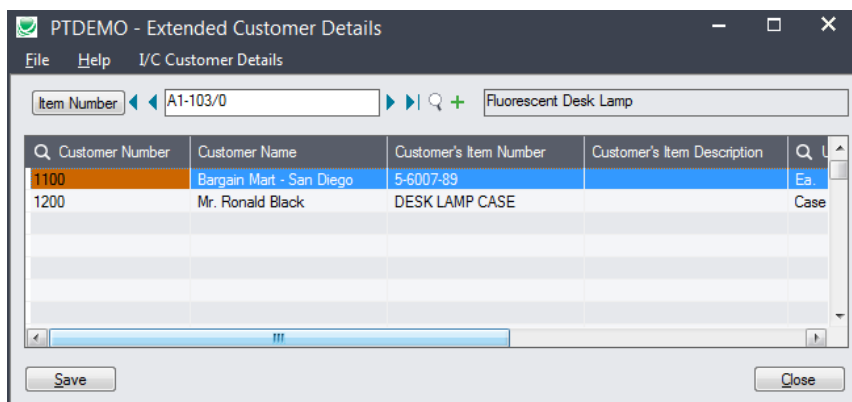 PTDEMO - Extended Customer Details
File Help I/C Customer Details
Item Number A1-103/0 Fluorescent Desk Lamp
Customer Number Customer Name Customer's Item Number Customer's Item Description
1100 Bargain Mart - San Diego 5-6007-89 Ea.
1200 Mr. Ronald Black DESK LAMP CASE Case
Save Close